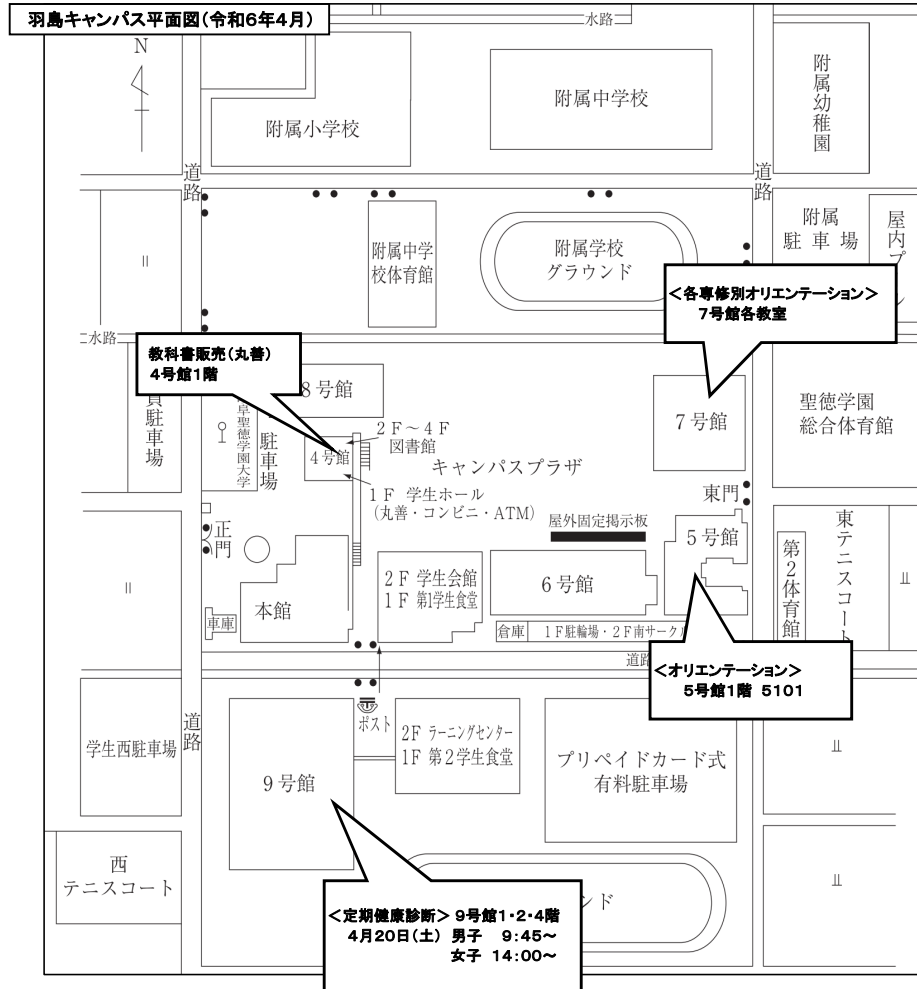 羽島キャンパス平面図(令和6年4月)
水路
N
附属小学校
附属中学校
附属幼稚園
道路
道路
附属中学校体育館
附属学校
グラウンド
附属
駐車場
屋内プ
<各専修別オリエンテーション>
7号館各教室
水路
教科書販売(丸善)
4号館1階
8号館
員駐車場
阜聖徳学園大学
駐車場
4号館
2F~4F
図書館
キャンパスプラザ
1F 学生ホール
(丸善・コンビニ・ATM)
7号館
聖徳学園
総合体育館
東門
正門
屋外固定掲示板
5号館
第2体育館
東テニスコート
本館
車庫
2F 学生会館
1F 第1学生食堂
6号館
倉庫
1F駐輪場・2F南サークル
道路
<オリエンテーション>
5号館1階 5101
学生西駐車場
道路
ポスト
9号館
2F ラーニングセンター
1F 第2学生食堂
プリペイドカード式
有料駐車場
西
テニスコート
<定期健康診断> 9号館1・2・4階
4月20日(土) 男子 9:45~
女子 14:00~
ンド